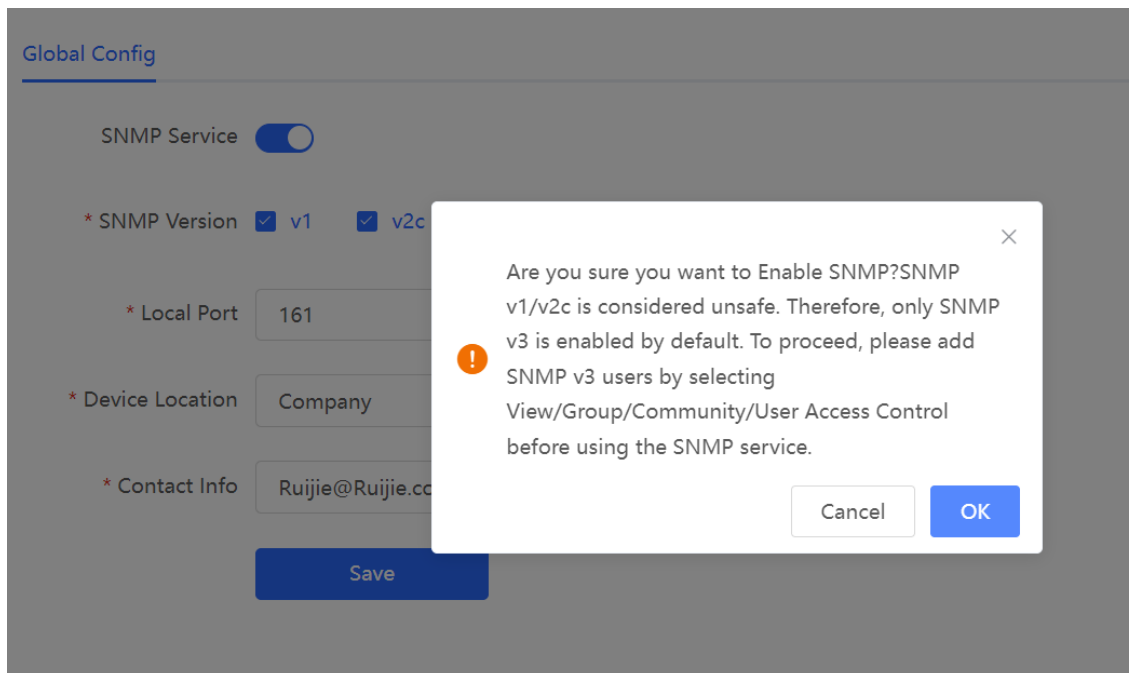 Global Config
SNMP Service
* SNMP Version v1 v2c
* Local Port 161
* Device Location Company
* Contact Info Ruijie@Ruijie.co
Save
Are you sure you want to Enable SNMP?SNMP
v1/v2c is considered unsafe. Therefore, only SNMP
v3 is enabled by default. To proceed, please add
SNMP v3 users by selecting
View/Group/Community/User Access Control
before using the SNMP service.
Cancel OK